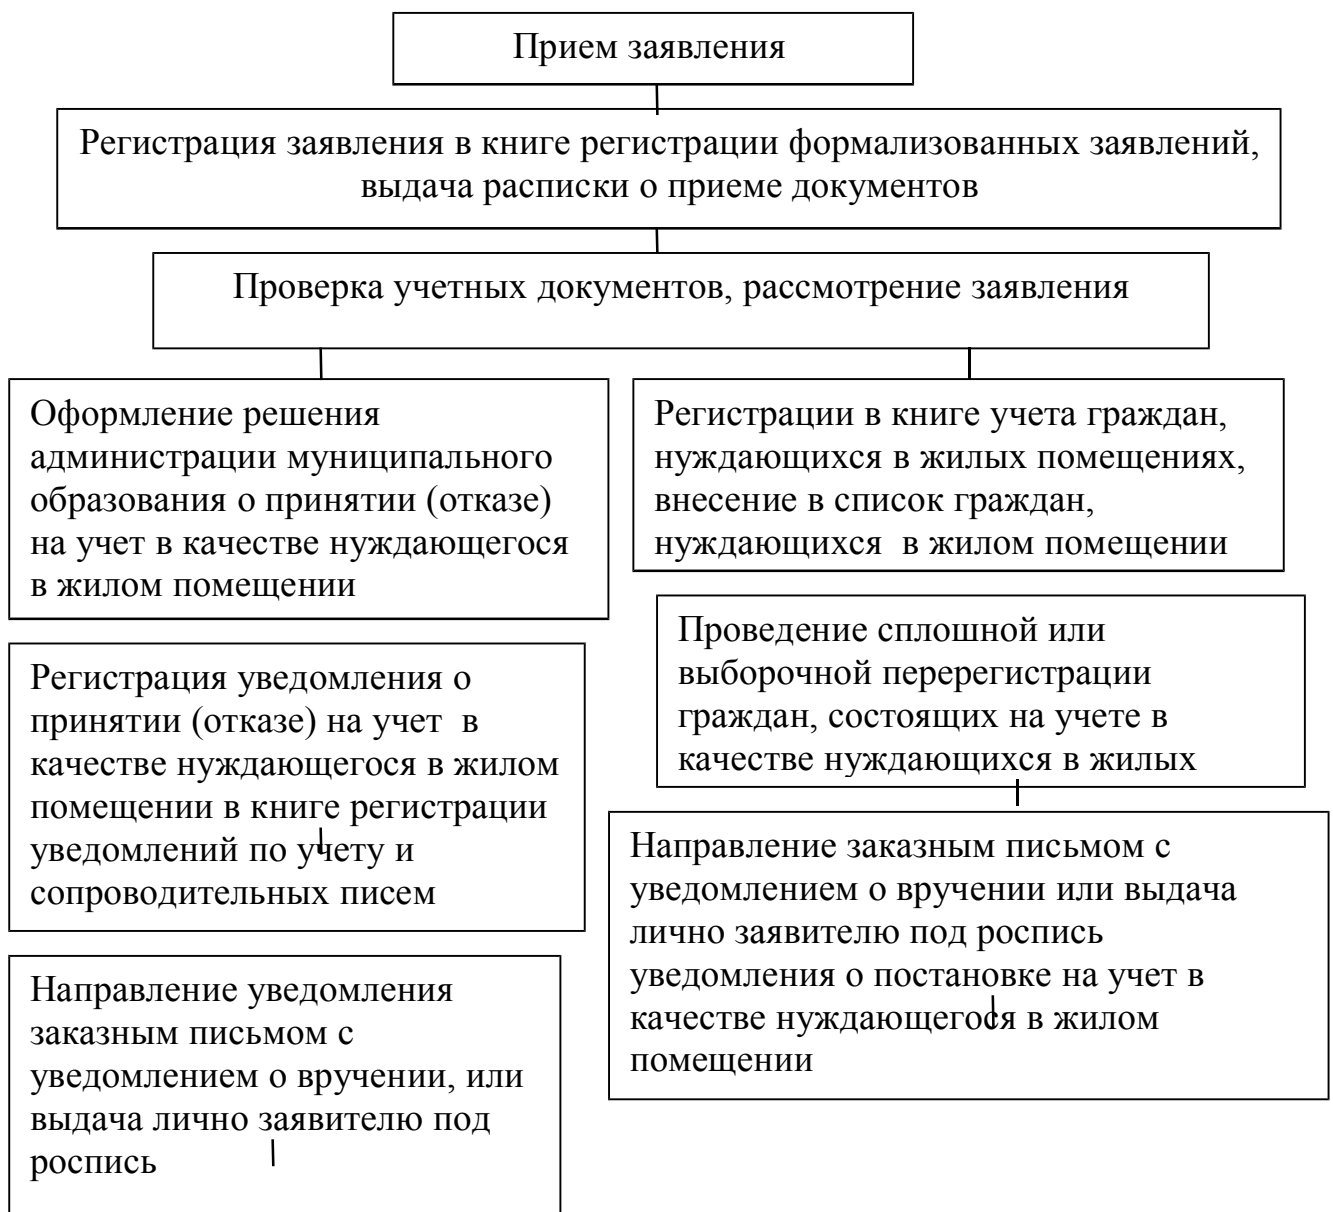 Прием заявления
Регистрация заявления в книге регистрации формализованных заявлений,
выдача расписки о приеме документов
Проверка учетных документов, рассмотрение заявления
Оформление решения
администрации муниципального
образования о принятии (отказе)
на учет в качестве нуждающегося
в жилом помещении
Регистрация уведомления о
принятии (отказе) на учет в
качестве нуждающегося в жилом
помещении в книге регистрации
уведомлений по учету и
сопроводительных писем
Направление уведомления
заказным письмом с
уведомлением о вручении, или
выдача лично заявителю под
роспись
Регистрации в книге учета граждан,
нуждающихся в жилых помещениях,
внесение в список граждан,
нуждающихся в жилом помещении
Проведение сплошной или
выборочной перерегистрации
граждан, состоящих на учете в
качестве нуждающихся в жилых
Направление заказным письмом с
уведомлением о вручении или выдача
лично заявителю под роспись
уведомления о постановке на учет в
качестве нуждающегося в жилом
помещении